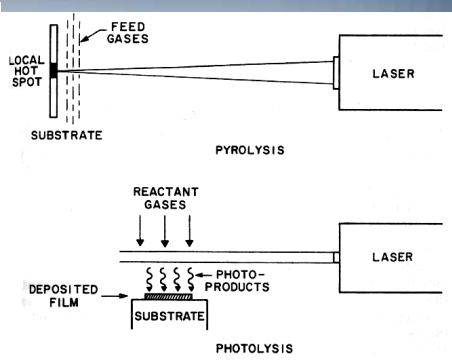 FEED
GASES
LOCAL
HOT
SPOT
LASER
SUBSTRATE
PYROLYSIS
REACTANT
GASES
LASER
PHOTO-
PRODUCTS
DEPOSITED
FILM
SUBSTRATE
PHOTOLYSIS